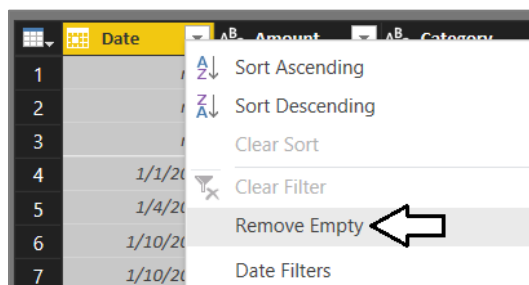 Date Amount Category
1
Sort Ascending
2
Sort Descending
3
Clear Sort
4 1/1/20
Clear Filter
5 1/4/20
Remove Empty
6 1/10/20
7 1/10/20
Date Filters